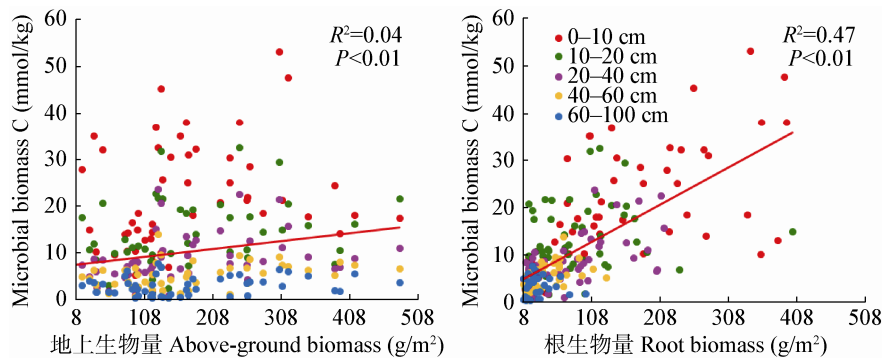 60
50
40
30
20
10
0
Microbial biomass C (mmol/kg)
R²=0.04
P<0.01
8 108 208 308 408 508
地上生物量 Above-ground biomass (g/m²)
60
50
40
30
20
10
0
Microbial biomass C (mmol/kg)
0–10 cm
10–20 cm
20–40 cm
40–60 cm
60–100 cm
R²=0.47
P<0.01
8 108 208 308 408 508
根生物量 Root biomass (g/m²)